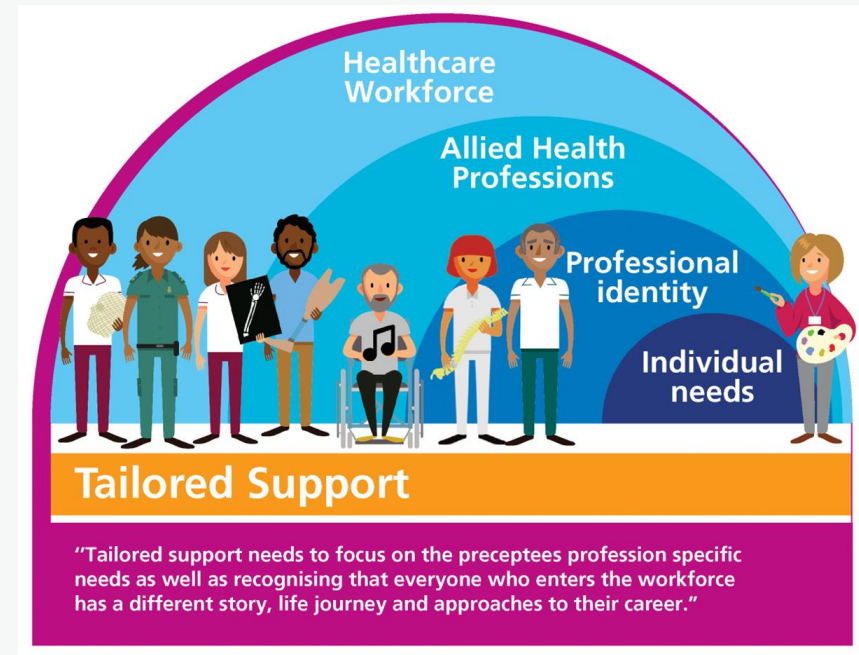 Healthcare
Workforce
Allied Health
Professions
Professional
identity
Individual
needs
Tailored Support
‘‘Tailored support needs to focus on the preceptees profession specific
needs as well as recognising that everyone who enters the workforce
has a different story, life journey and approaches to their career.”